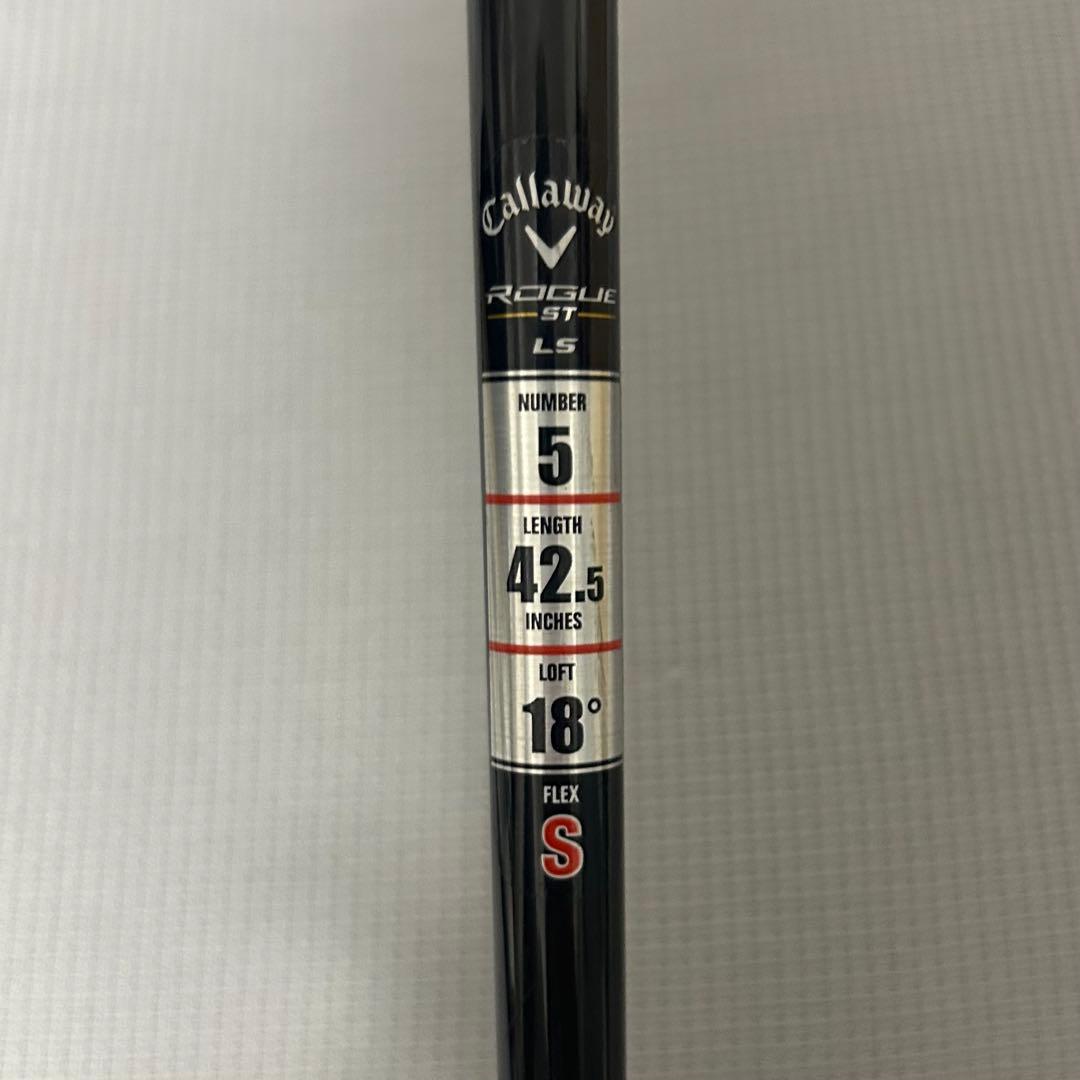 Callaway
ROGUE
ST
LS
NUMBER
5
LENGTH
42.5
INCHES
LOFT
18°
FLEX
S